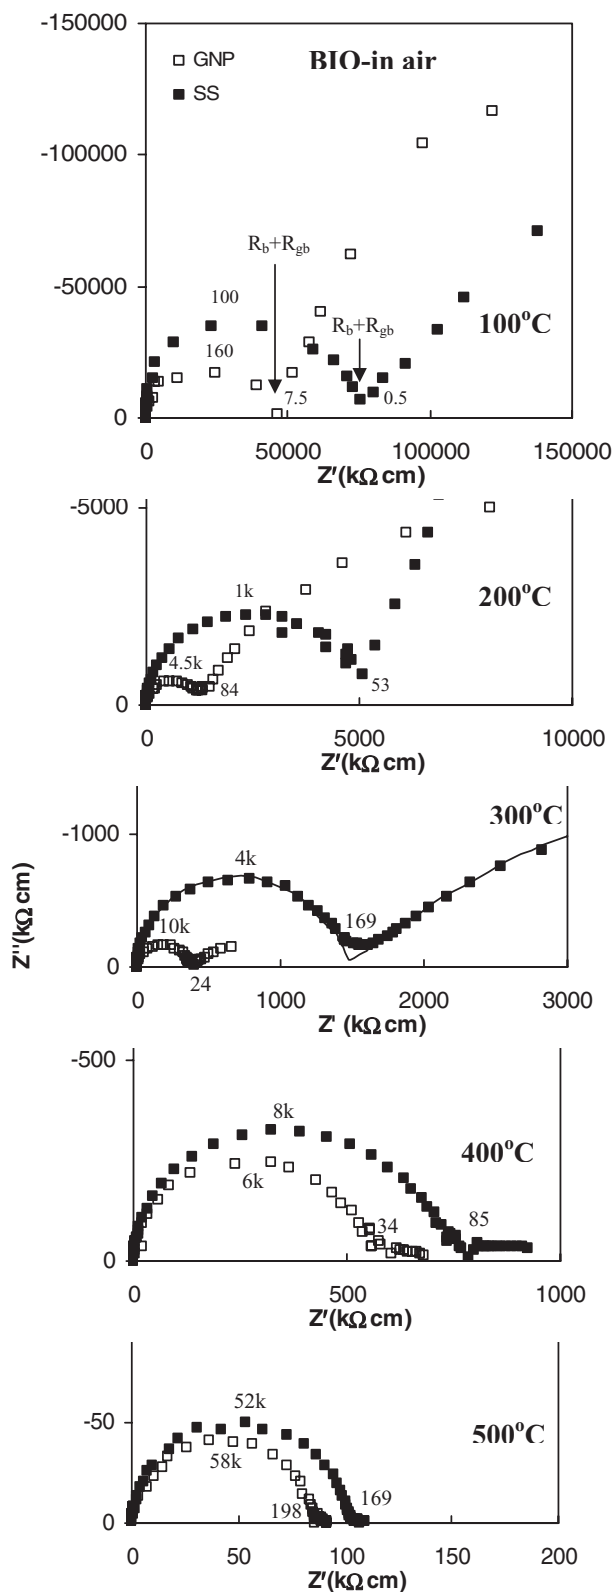 -150000
GNP
BIO-in air
SS
-100000
Rb+Rgb
-50000
100
Rb+Rgb
100°C
160
7.5
0.5
0
0
50000
100000
150000
Z′(kΩ cm)
-5000
1k
200°C
4.5k
84
53
0
0
5000
10000
Z′(kΩ cm)
300°C
-1000
4k
10k
169
24
0
Z″(kΩ cm)
0
1000
2000
3000
Z′ (kΩ cm)
-500
8k
400°C
6k
34
85
0
0
500
1000
Z′(kΩ cm)
52k
-50
500°C
58k
198
169
0
0
50
100
150
200
Z′(kΩ cm)